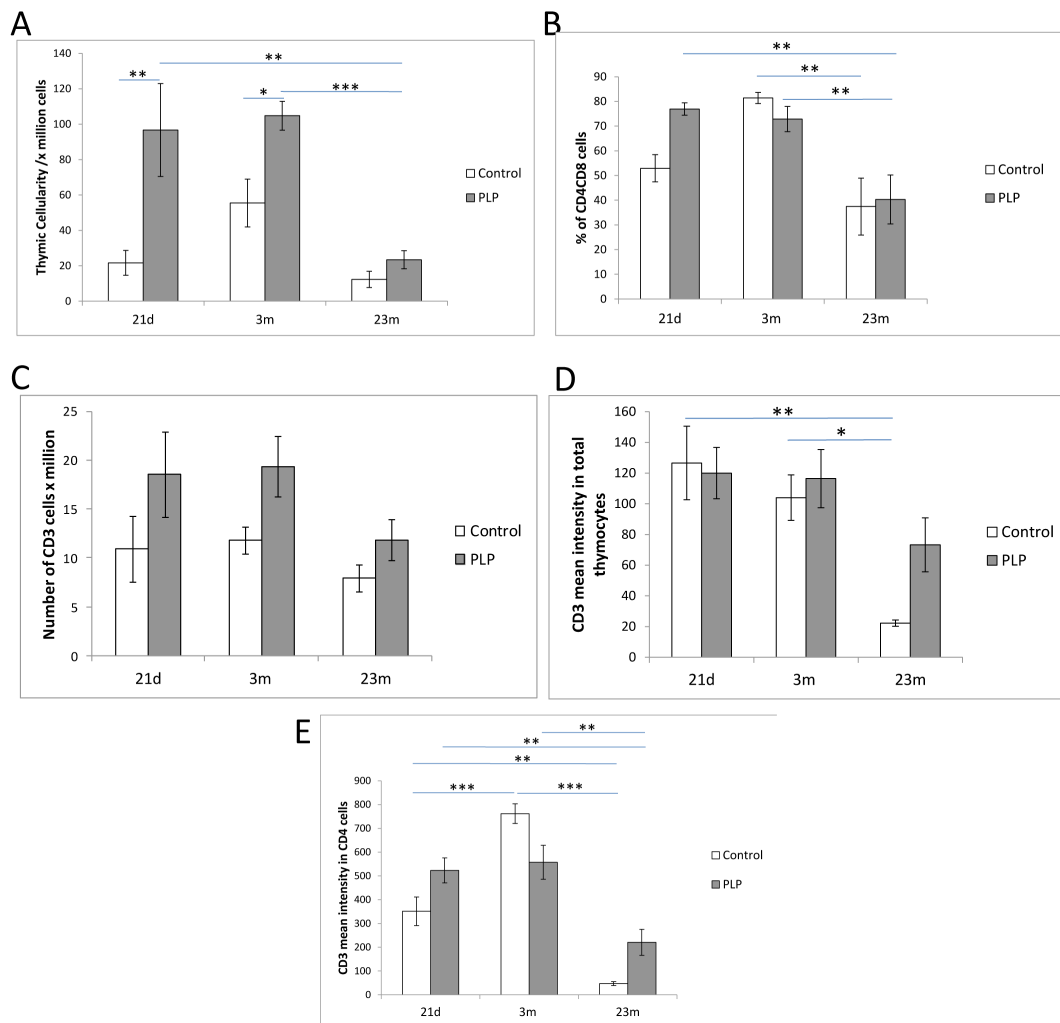 A
Thymic Cellularity /x million cells
140
120
100
80
60
40
20
0
**
**
*
***
21d
3m
23m
Control
PLP
B
% of CD4CD8 cells
90
80
70
60
50
40
30
20
10
0
**
**
**
21d
3m
23m
Control
PLP
C
Number of CD3 cells x million
25
20
15
10
5
0
21d
3m
23m
Control
PLP
D
CD3 mean intensity in total
thymocytes
160
140
120
100
80
60
40
20
0
**
*
21d
3m
23m
Control
PLP
E
CD3 mean intensity in CD4 cells
900
800
700
600
500
400
300
200
100
0
**
**
**
***
***
21d
3m
23m
Control
PLP